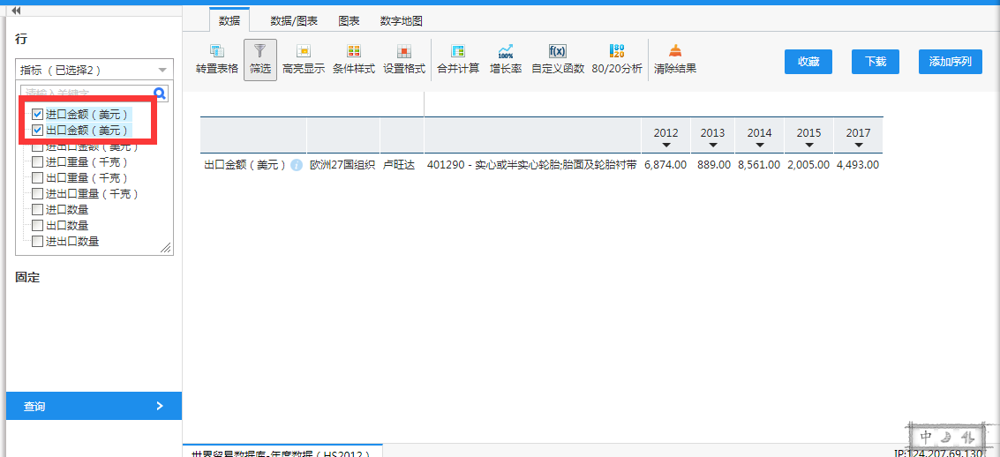 数据 数据/图表 图表 数字地图
行
转置表格 筛选 高亮显示 条件样式 设置格式 合并计算 增长率 自定义函数 80/20分析 清除结果
收藏 下载 添加序列
指标 （已选择2）
请输入关键字
进口金额（美元）
出口金额（美元）
进出口金额（美元）
进口重量（千克）
出口重量（千克）
进出口重量（千克）
进口数量
出口数量
进出口数量
固定
查询
2012 2013 2014 2015 2017
出口金额（美元） 欧洲27国组织 卢旺达 401290 - 实心或半实心轮胎;胎面及轮胎衬带 6,874.00 889.00 8,561.00 2,005.00 4,493.00
世界贸易数据库-年度数据（HS2012）
中
IP:124.207.69.130